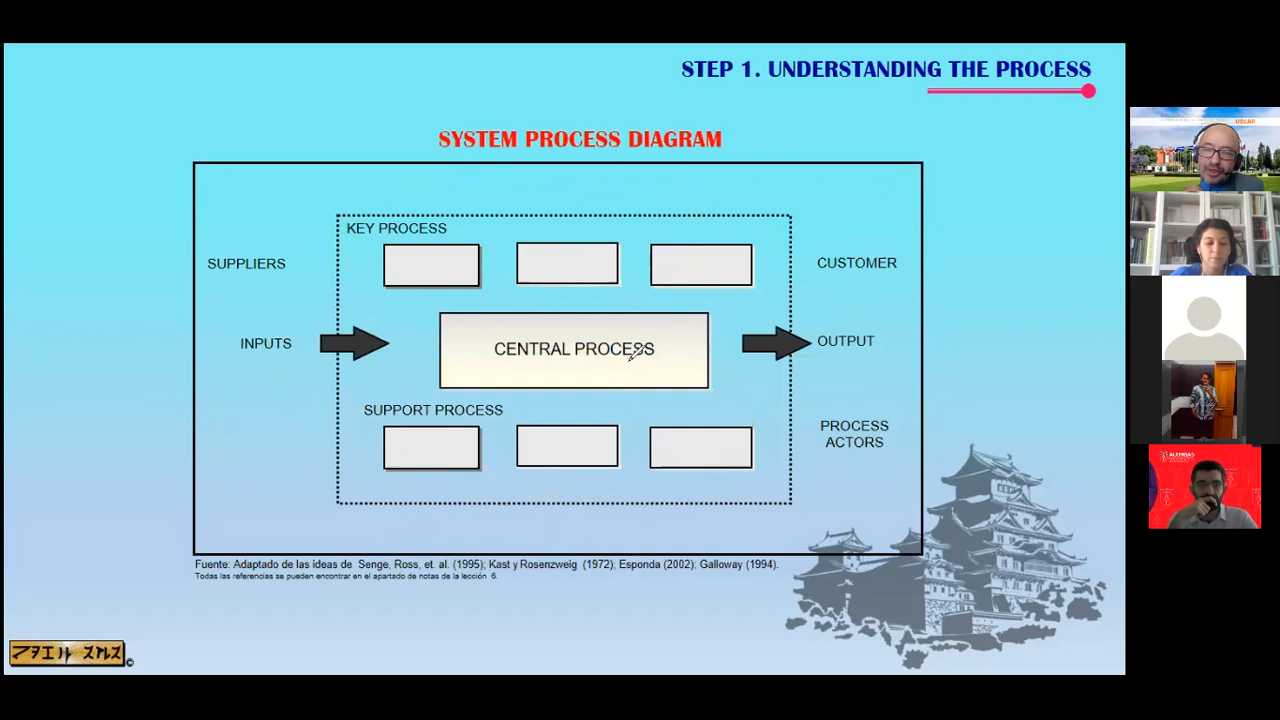 STEP 1. UNDERSTANDING THE PROCESS
SYSTEM PROCESS DIAGRAM
KEY PROCESS
SUPPLIERS
CUSTOMER
INPUTS
CENTRAL PROCESS
OUTPUT
SUPPORT PROCESS
PROCESS
ACTORS
Fuente: Adaptado de las ideas de Senge, Ross, et. al. (1995); Kast y Rosenzweig (1972); Esponda (2002); Galloway (1994).
Todas las referencias se pueden encontrar en el apartado de notas de la lección 6.
UDLAP